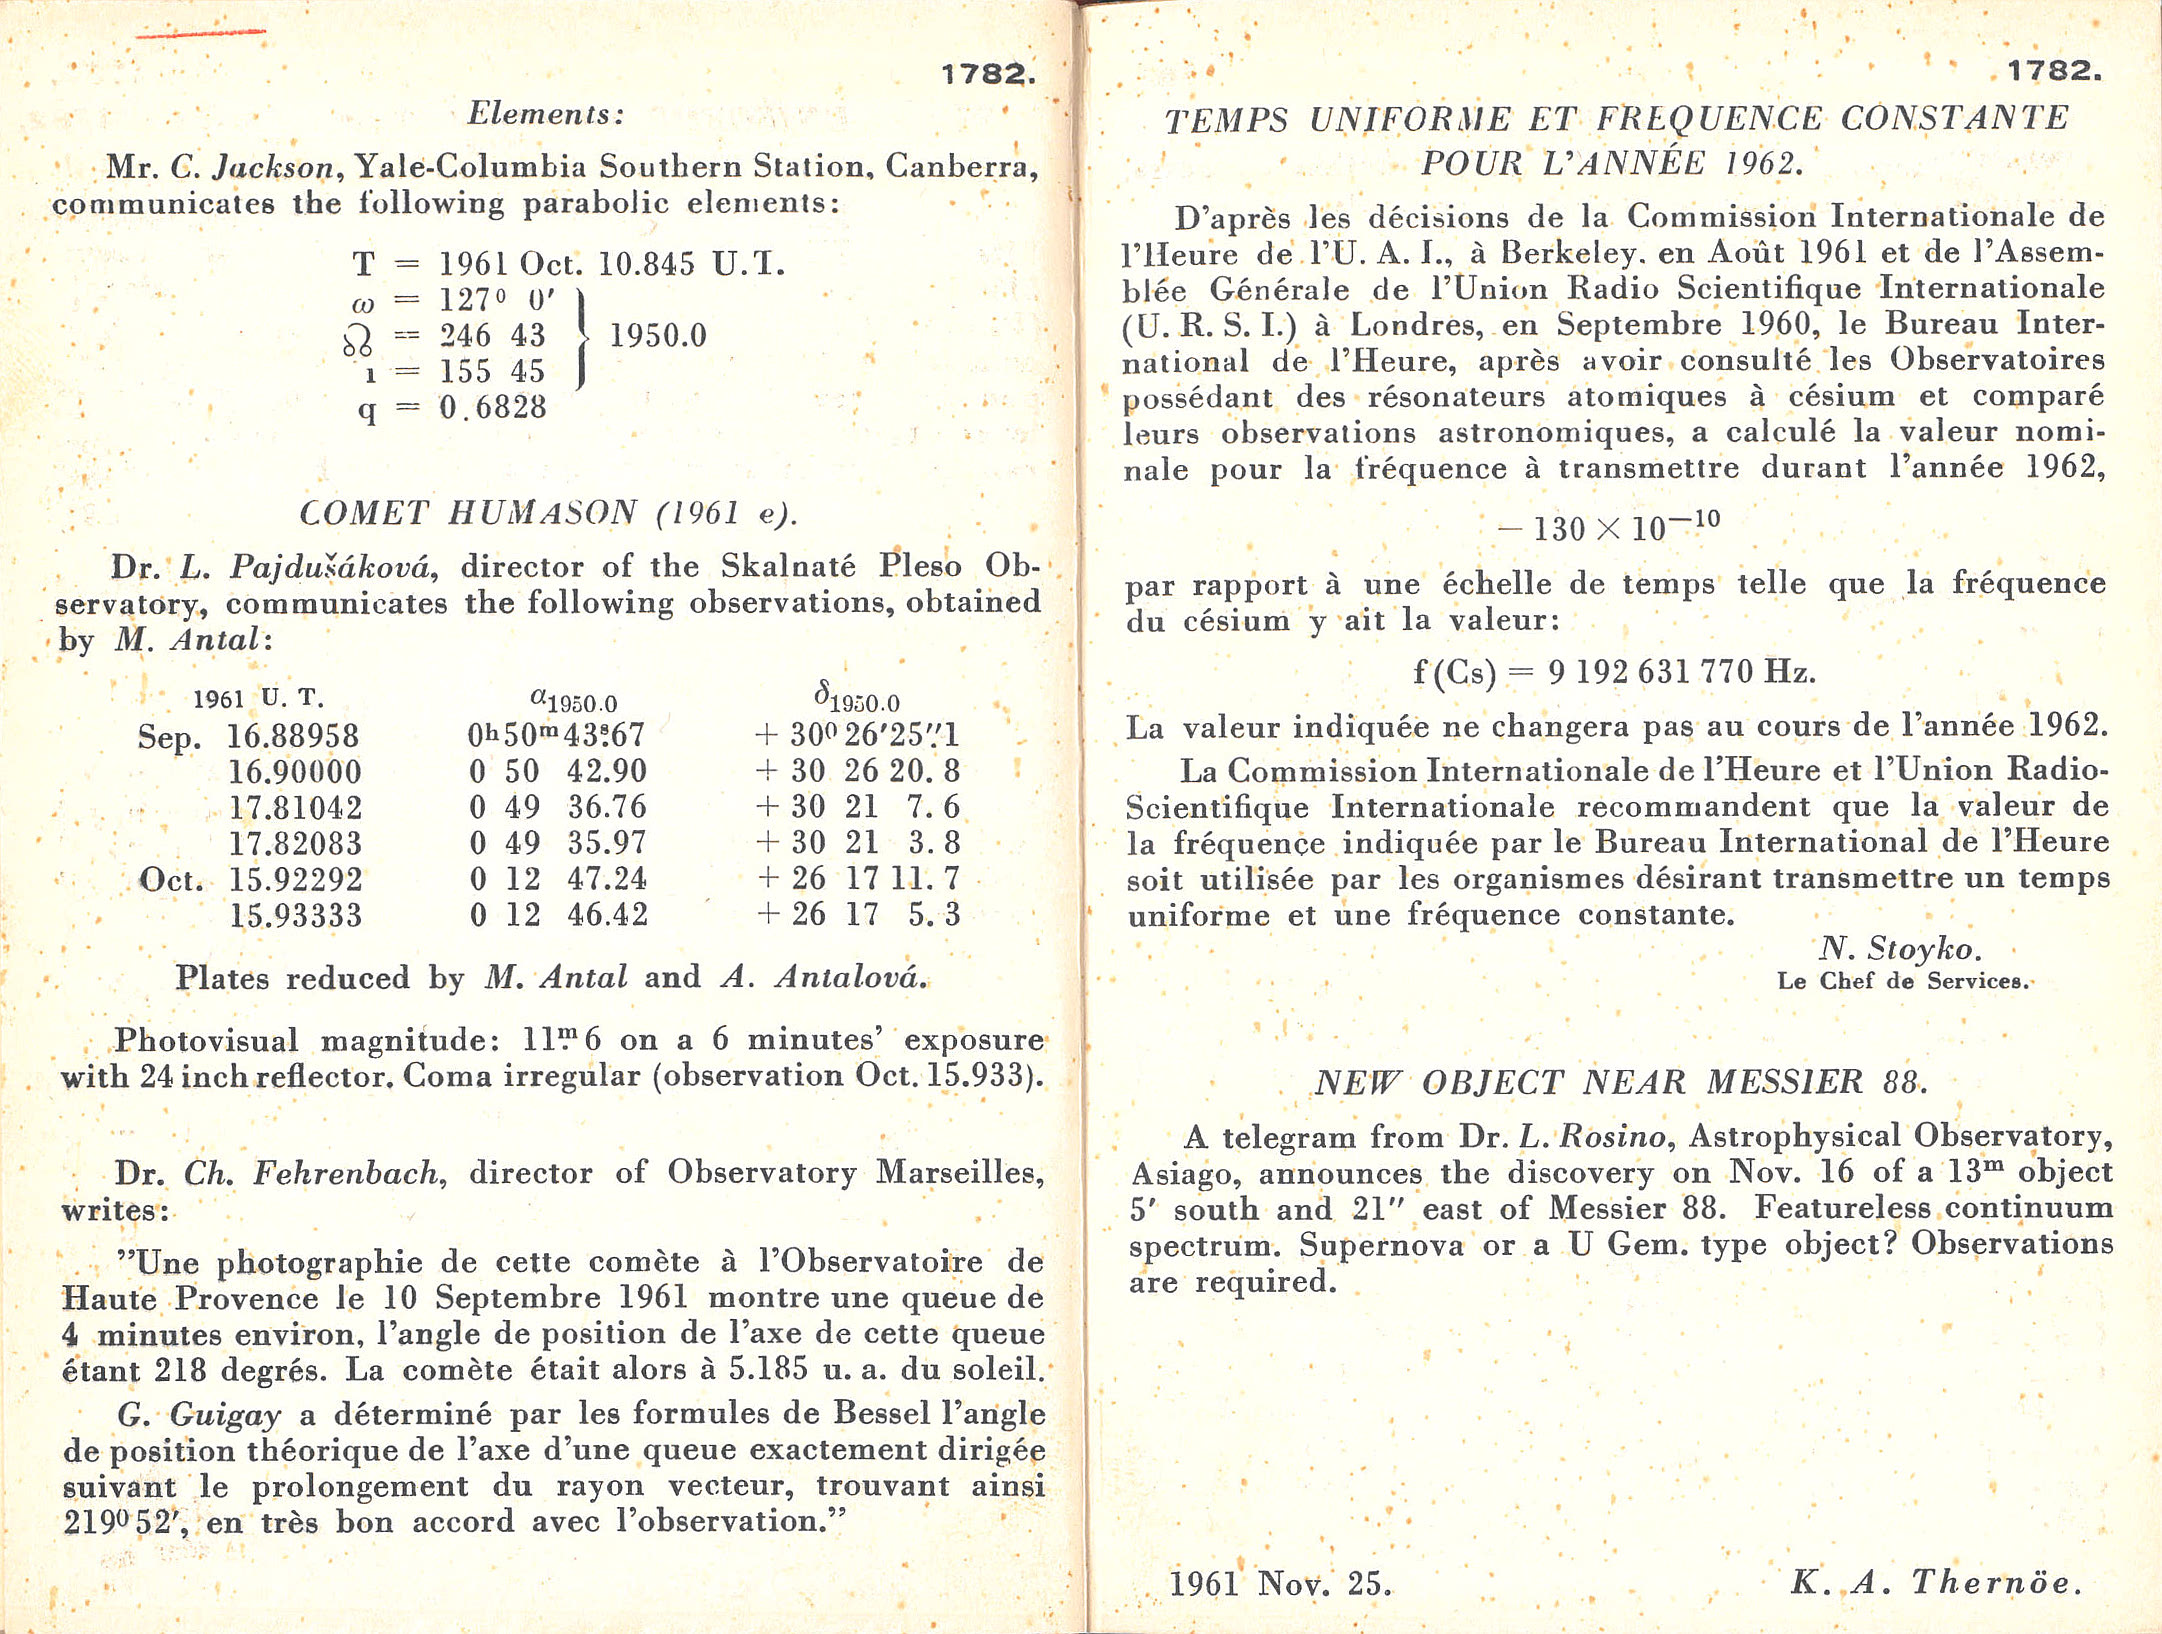 1782.
Elements:
Mr. C. Jackson, Yale-Columbia Southern Station, Canberra,
communicates the following parabolic elements:
T = 1961 Oct. 10.845 U.T.
ω = 127° 0′
☊ = 246 43 } 1950.0
ı = 155 45
q = 0.6828
COMET HUMASON (1961 e).
Dr. L. Pajdušáková, director of the Skalnaté Pleso Ob-
servatory, communicates the following observations, obtained
by M. Antal:
1961 U. T. α1950.0 δ1950.0
Sep. 16.88958 0ʰ50ᵐ43ˢ.67 + 30⁰26′25″.1
16.90000 0 50 42.90 + 30 26 20.8
17.81042 0 49 36.76 + 30 21 7.6
17.82083 0 49 35.97 + 30 21 3.8
Oct. 15.92292 0 12 47.24 + 26 17 11.7
15.93333 0 12 46.42 + 26 17 5.3
Plates reduced by M. Antal and A. Antalová.
Photovisual magnitude: 11ᵐ.6 on a 6 minutes’ exposure
with 24 inch reflector. Coma irregular (observation Oct. 15.933).
Dr. Ch. Fehrenbach, director of Observatory Marseilles,
writes:
”Une photographie de cette comète à l’Observatoire de
Haute Provence le 10 Septembre 1961 montre une queue de
4 minutes environ, l’angle de position de l’axe de cette queue
étant 218 degrés. La comète était alors à 5.185 u. a. du soleil.
G. Guigay a déterminé par les formules de Bessel l’angle
de position théorique de l’axe d’une queue exactement dirigée
suivant le prolongement du rayon vecteur, trouvant ainsi
219⁰52′, en très bon accord avec l’observation.”
1782.
TEMPS UNIFORME ET FREQUENCE CONSTANTE
POUR L’ANNÉE 1962.
D’après les décisions de la Commission Internationale de
l’Heure de l’U. A. I., à Berkeley. en Août 1961 et de l’Assem-
blée Générale de l’Union Radio Scientifique Internationale
(U. R. S. I.) à Londres, en Septembre 1960, le Bureau Inter-
national de l’Heure, après avoir consulté les Observatoires
possédant des résonateurs atomiques à césium et comparé
leurs observations astronomiques, a calculé la valeur nomi-
nale pour la fréquence à transmettre durant l’année 1962,
— 130 × 10⁻¹⁰
par rapport à une échelle de temps telle que la fréquence
du césium y ait la valeur:
f (Cs) = 9 192 631 770 Hz.
La valeur indiquée ne changera pas au cours de l’année 1962.
La Commission Internationale de l’Heure et l’Union Radio-
Scientifique Internationale recommandent que la valeur de
la fréquence indiquée par le Bureau International de l’Heure
soit utilisée par les organismes désirant transmettre un temps
uniforme et une fréquence constante.
N. Stoyko.
Le Chef de Services.
NEW OBJECT NEAR MESSIER 88.
A telegram from Dr. L. Rosino, Astrophysical Observatory,
Asiago, announces the discovery on Nov. 16 of a 13ᵐ object
5′ south and 21″ east of Messier 88. Featureless continuum
spectrum. Supernova or a U Gem. type object? Observations
are required.
1961 Nov. 25.
K. A. Thernöe.